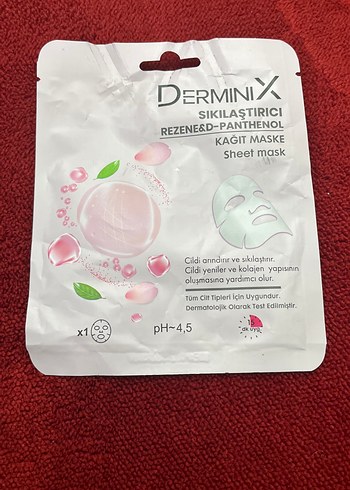 DERMINIX
SIKILAŞTIRICI
REZENE&D-PANTHENOL
KAĞIT MASKE
Sheet mask
Cildi arındırır ve sıkılaştırır.
Cildi yeniler ve kolajen yapısının
oluşmasına yardımcı olur.
Tüm Cilt Tipleri İçin Uygundur.
Dermatolojik Olarak Test Edilmiştir.
x1
pH~4,5